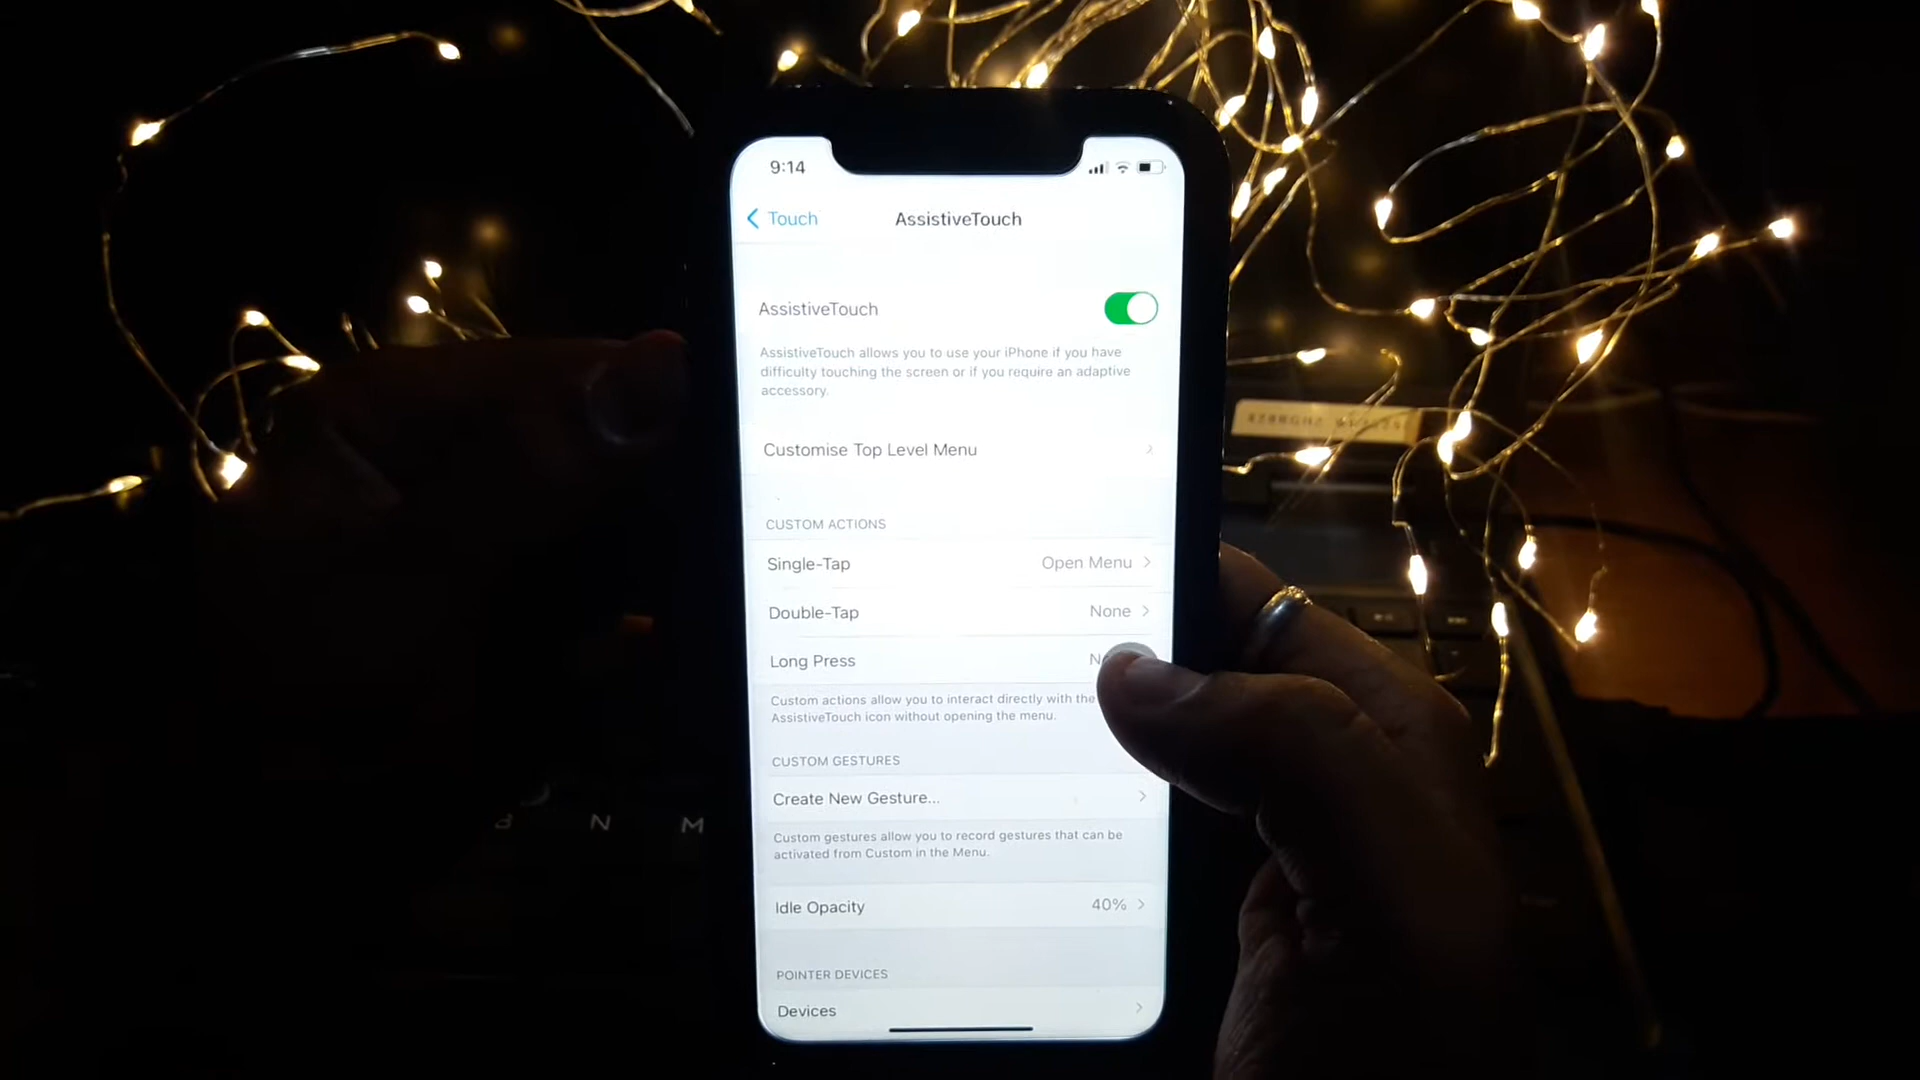 9:14
Touch
AssistiveTouch
AssistiveTouch
AssistiveTouch allows you to use your iPhone if you have
difficulty touching the screen or if you require an adaptive
accessory.
Customise Top Level Menu
CUSTOM ACTIONS
Single-Tap Open Menu
Double-Tap None
Long Press
Custom actions allow you to interact directly with the
AssistiveTouch icon without opening the menu.
CUSTOM GESTURES
Create New Gesture...
Custom gestures allow you to record gestures that can be
activated from Custom in the Menu.
Idle Opacity 40%
POINTER DEVICES
Devices
B N M